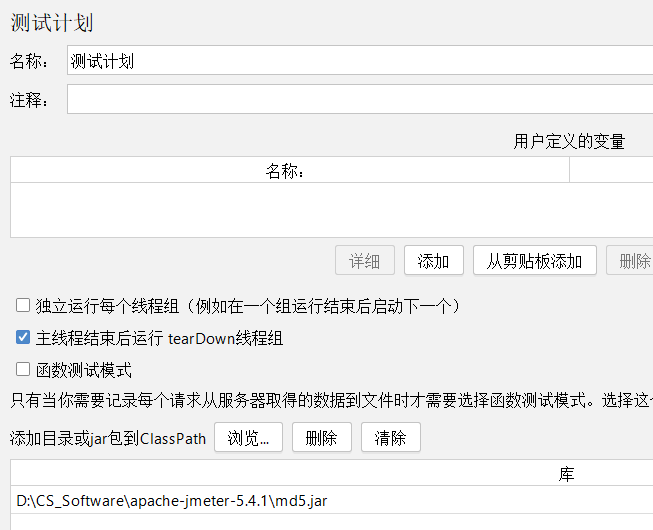 测试计划
名称： 测试计划
注释：
用户定义的变量
名称：
详细 添加 从剪贴板添加 删除
独立运行每个线程组（例如在一个组运行结束后启动下一个）
主线程结束后运行 tearDown线程组
函数测试模式
只有当你需要记录每个请求从服务器取得的数据到文件时才需要选择函数测试模式。选择这
添加目录或jar包到ClassPath 浏览... 删除 清除
库
D:\CS_Software\apache-jmeter-5.4.1\md5.jar